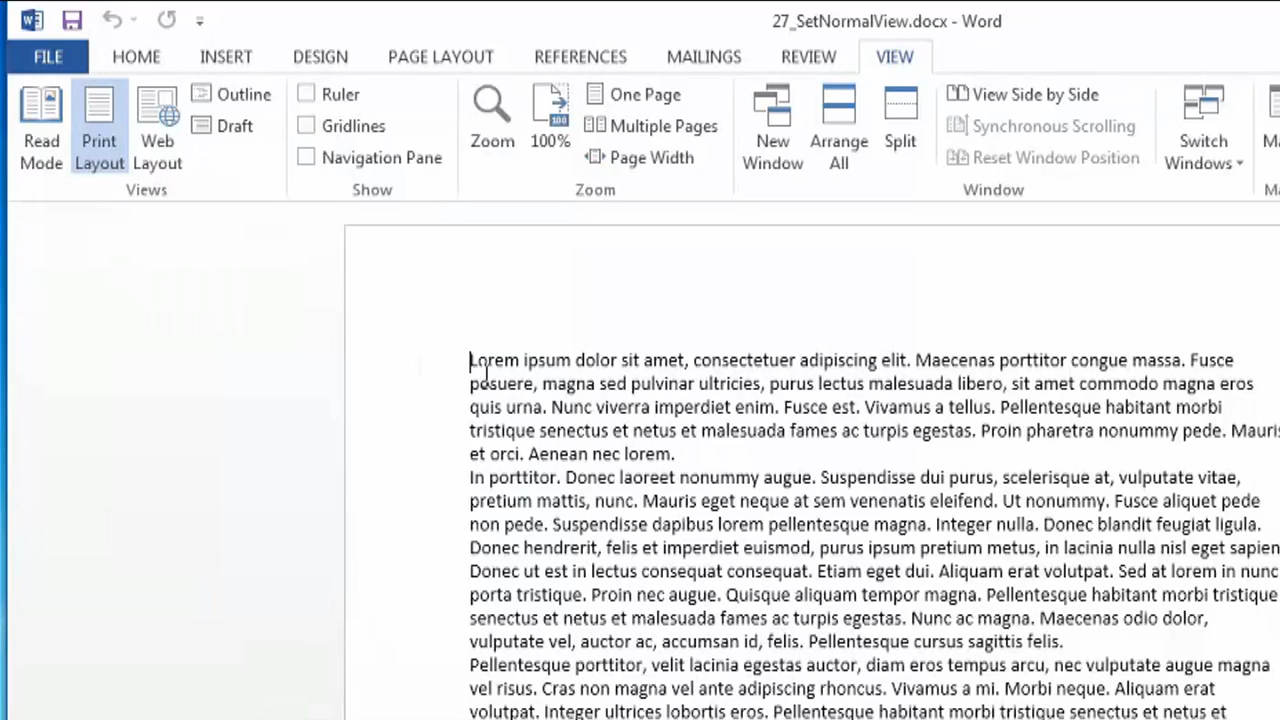 27_SetNormalView.docx - Word
FILE HOME INSERT DESIGN PAGE LAYOUT REFERENCES MAILINGS REVIEW VIEW
Read Mode
Print Layout
Web Layout
Outline
Draft
Views
Ruler
Gridlines
Navigation Pane
Show
Zoom
100%
One Page
Multiple Pages
Page Width
Zoom
New Window
Arrange All
Split
View Side by Side
Synchronous Scrolling
Reset Window Position
Window
Switch Windows
Lorem ipsum dolor sit amet, consectetuer adipiscing elit. Maecenas porttitor congue massa. Fusce
posuere, magna sed pulvinar ultricies, purus lectus malesuada libero, sit amet commodo magna eros
quis urna. Nunc viverra imperdiet enim. Fusce est. Vivamus a tellus. Pellentesque habitant morbi
tristique senectus et netus et malesuada fames ac turpis egestas. Proin pharetra nonummy pede. Mauris
et orci. Aenean nec lorem.
In porttitor. Donec laoreet nonummy augue. Suspendisse dui purus, scelerisque at, vulputate vitae,
pretium mattis, nunc. Mauris eget neque at sem venenatis eleifend. Ut nonummy. Fusce aliquet pede
non pede. Suspendisse dapibus lorem pellentesque magna. Integer nulla. Donec blandit feugiat ligula.
Donec hendrerit, felis et imperdiet euismod, purus ipsum pretium metus, in lacinia nulla nisl eget sapien
Donec ut est in lectus consequat consequat. Etiam eget dui. Aliquam erat volutpat. Sed at lorem in nunc
porta tristique. Proin nec augue. Quisque aliquam tempor magna. Pellentesque habitant morbi tristique
senectus et netus et malesuada fames ac turpis egestas. Nunc ac magna. Maecenas odio dolor,
vulputate vel, auctor ac, accumsan id, felis. Pellentesque cursus sagittis felis.
Pellentesque porttitor, velit lacinia egestas auctor, diam eros tempus arcu, nec vulputate augue magna
vel risus. Cras non magna vel ante adipiscing rhoncus. Vivamus a mi. Morbi neque. Aliquam erat
volutpat. Integer ultrices lobortis eros. Pellentesque habitant morbi tristique senectus et netus et